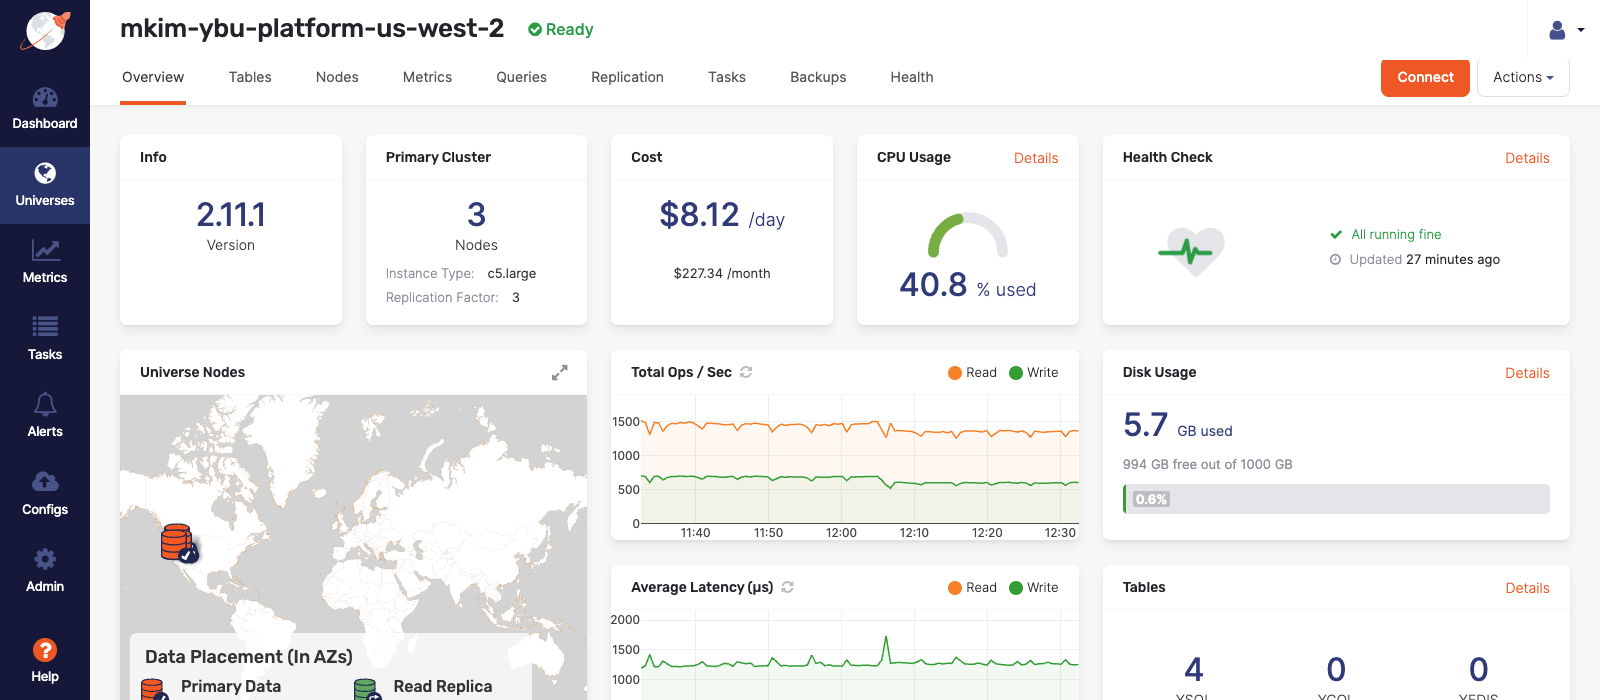 mkim-ybu-platform-us-west-2 Ready
Overview Tables Nodes Metrics Queries Replication Tasks Backups Health Connect Actions
Dashboard
Universes
Metrics
Tasks
Alerts
Configs
Admin
? Help
Info
2.11.1
Version
Primary Cluster
3
Nodes
Instance Type: c5.large
Replication Factor: 3
Cost
$8.12 /day
$227.34 /month
CPU Usage Details
40.8 % used
Health Check Details
All running fine
Updated 27 minutes ago
Universe Nodes
Data Placement (In AZs)
Primary Data Read Replica
Total Ops / Sec Read Write
1500
1000
500
0
11:40 11:50 12:00 12:10 12:20 12:30
Disk Usage Details
5.7 GB used
994 GB free out of 1000 GB
0.6%
Average Latency (µs) Read Write
2000
1500
1000
Tables Details
4 0 0
YSQL YCQL YEDIS